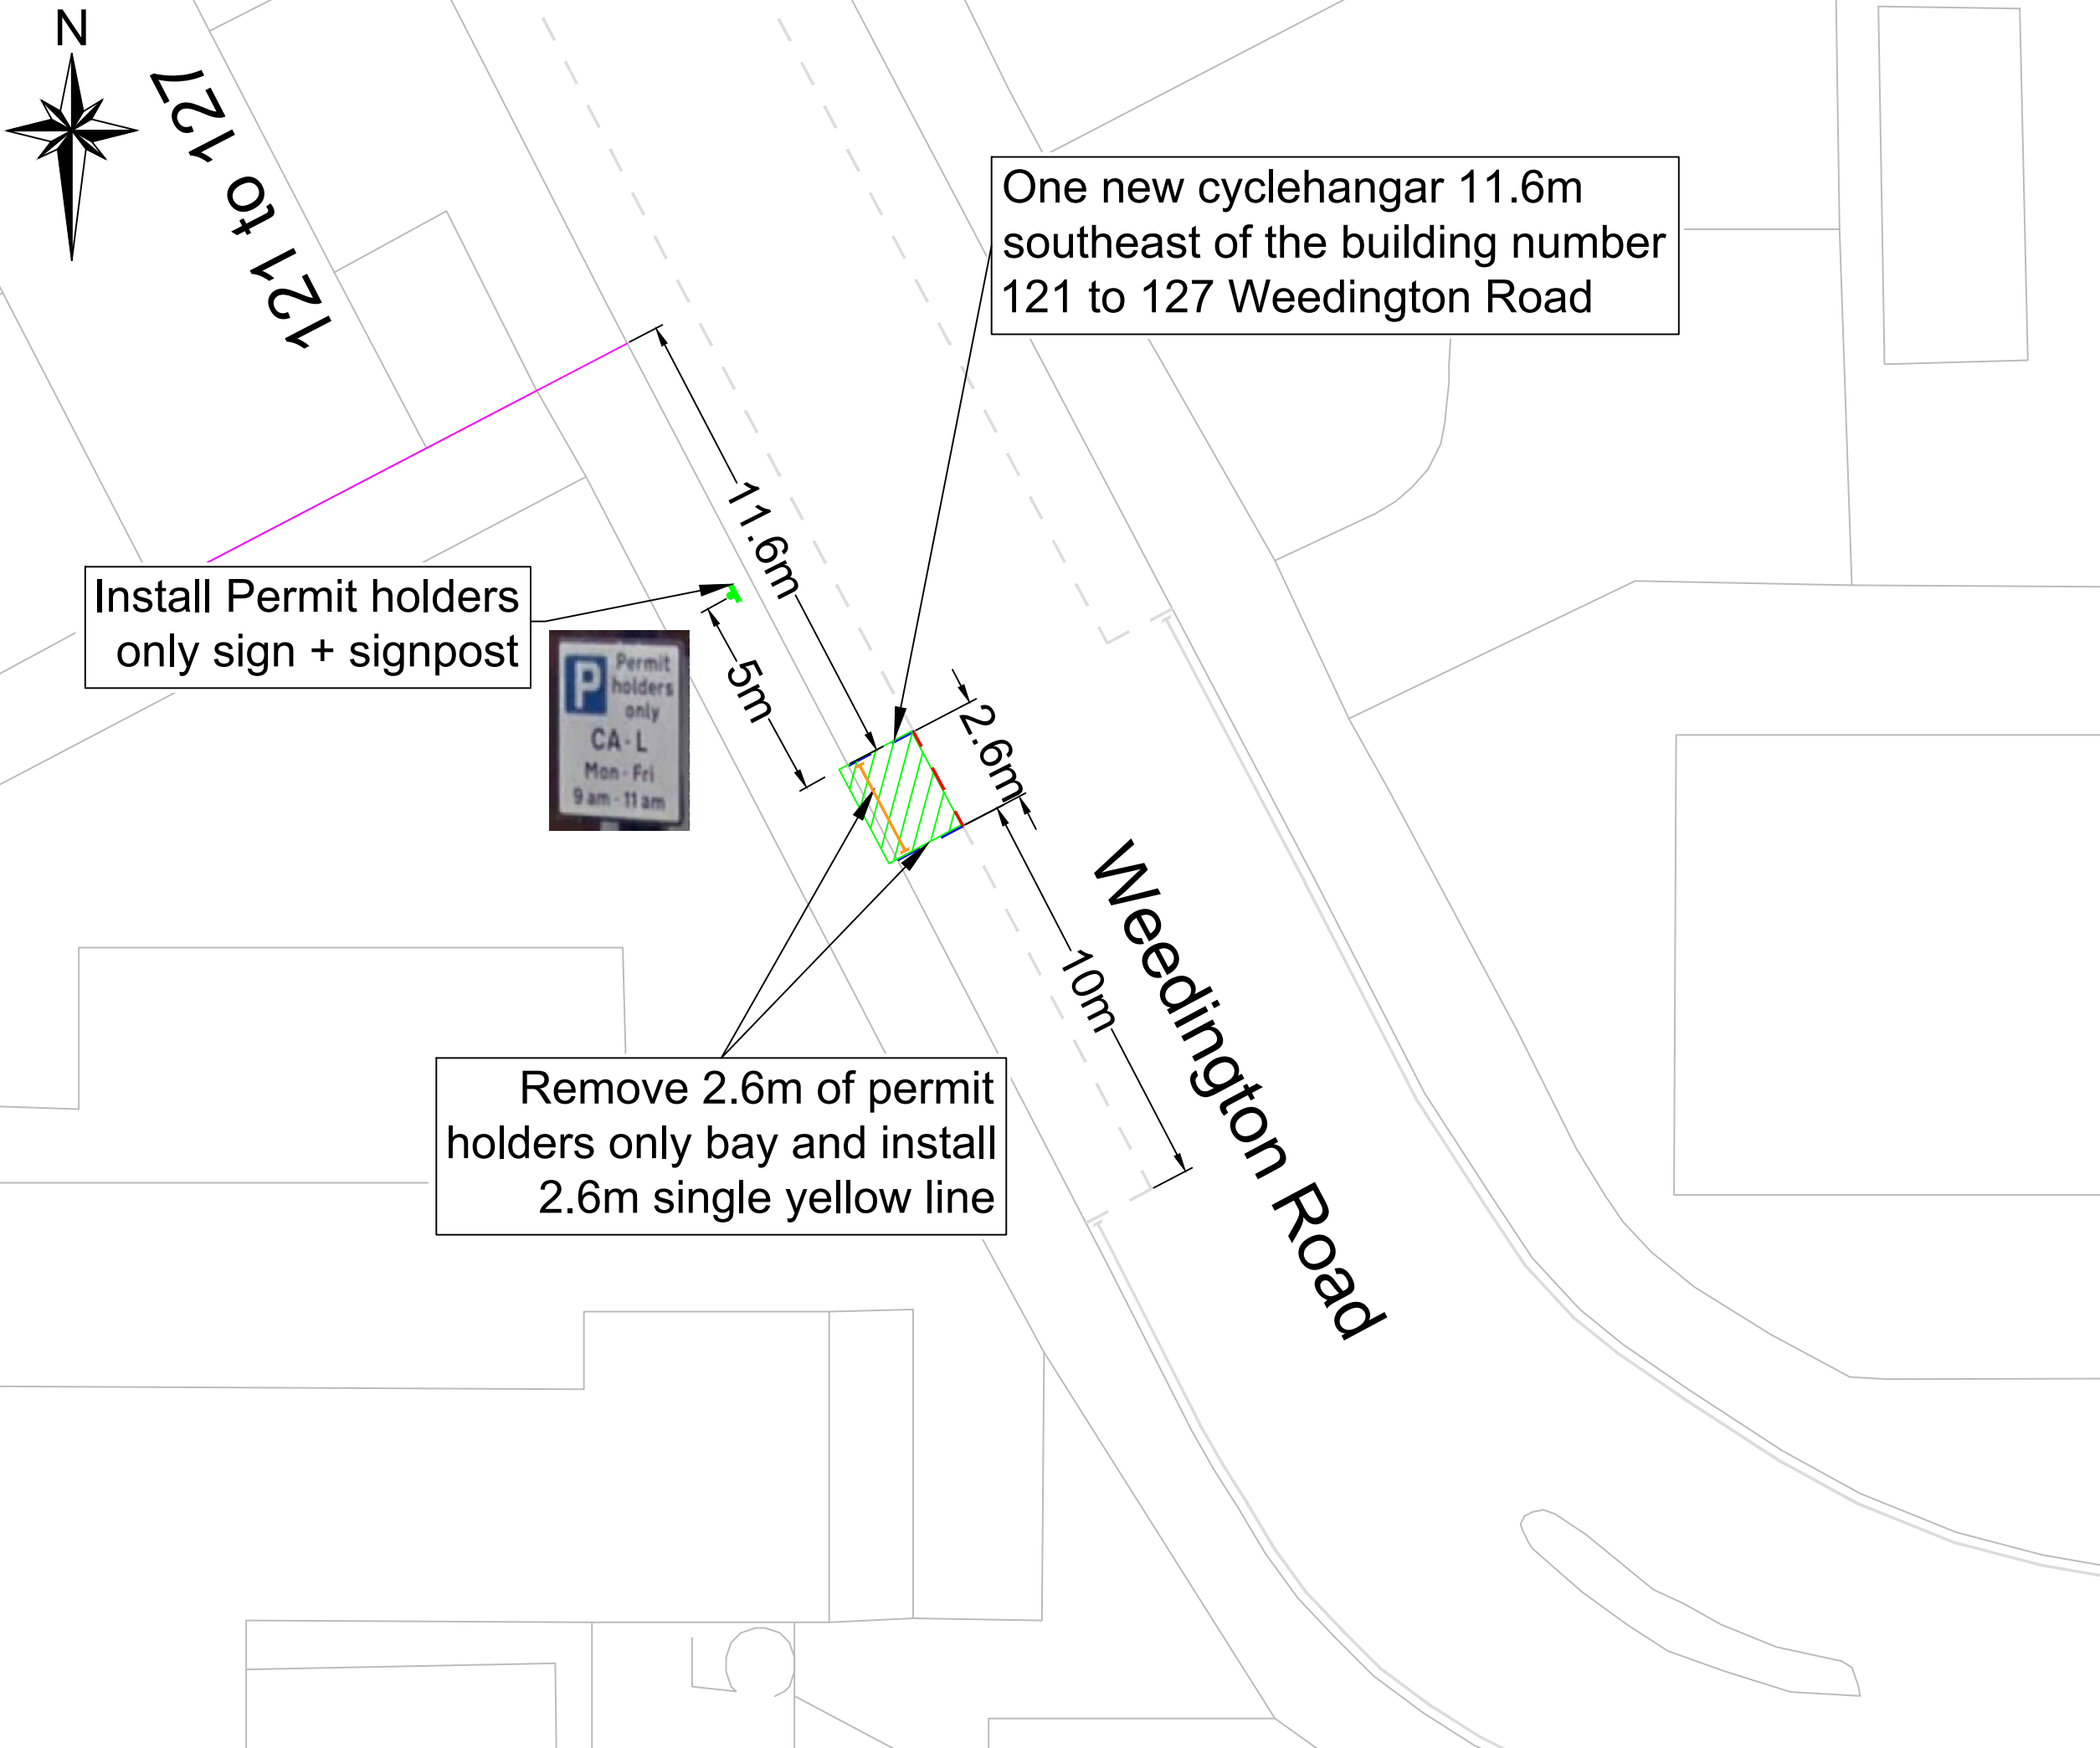 N
121 to 127
One new cyclehangar 11.6m
southeast of the building number
121 to 127 Weedington Road
11.6m
Install Permit holders
only sign + signpost
5m
P
Permit
holders
only
CA-L
Mon-Fri
9 am-11 am
2.6m
10m
Weedington Road
Remove 2.6m of permit
holders only bay and install
2.6m single yellow line